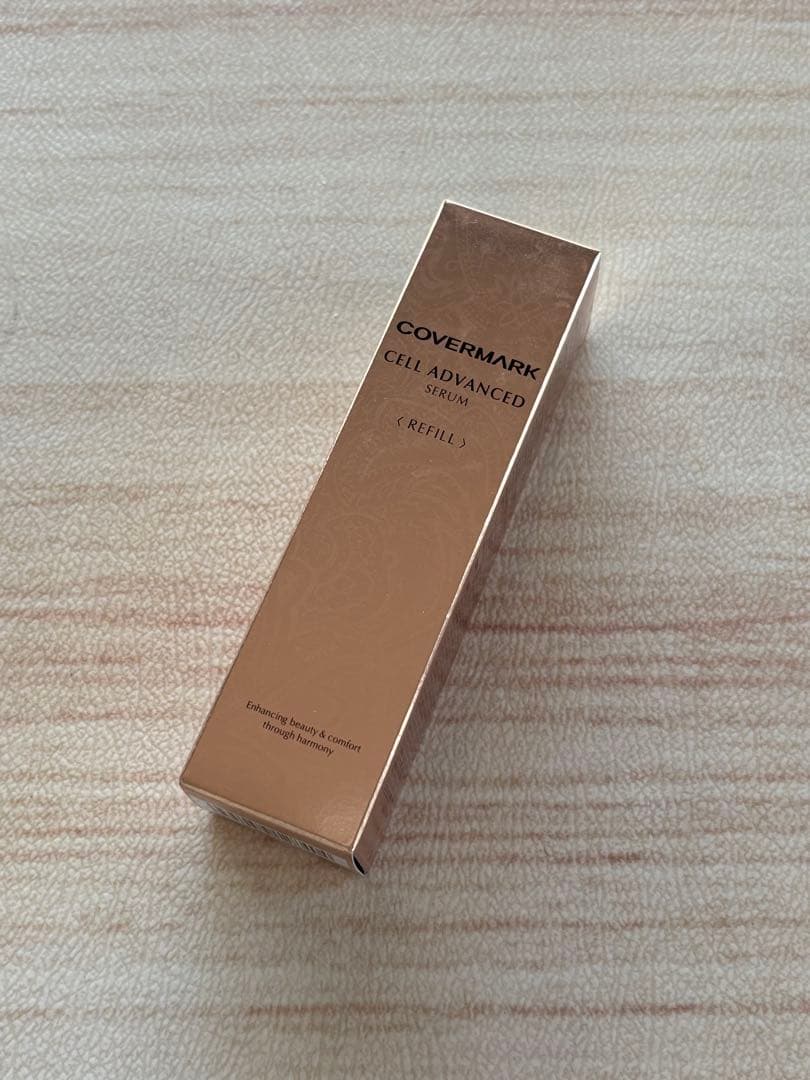 COVERMARK
CELL ADVANCED
SERUM
〈 REFILL 〉
Enhancing beauty & comfort
through harmony